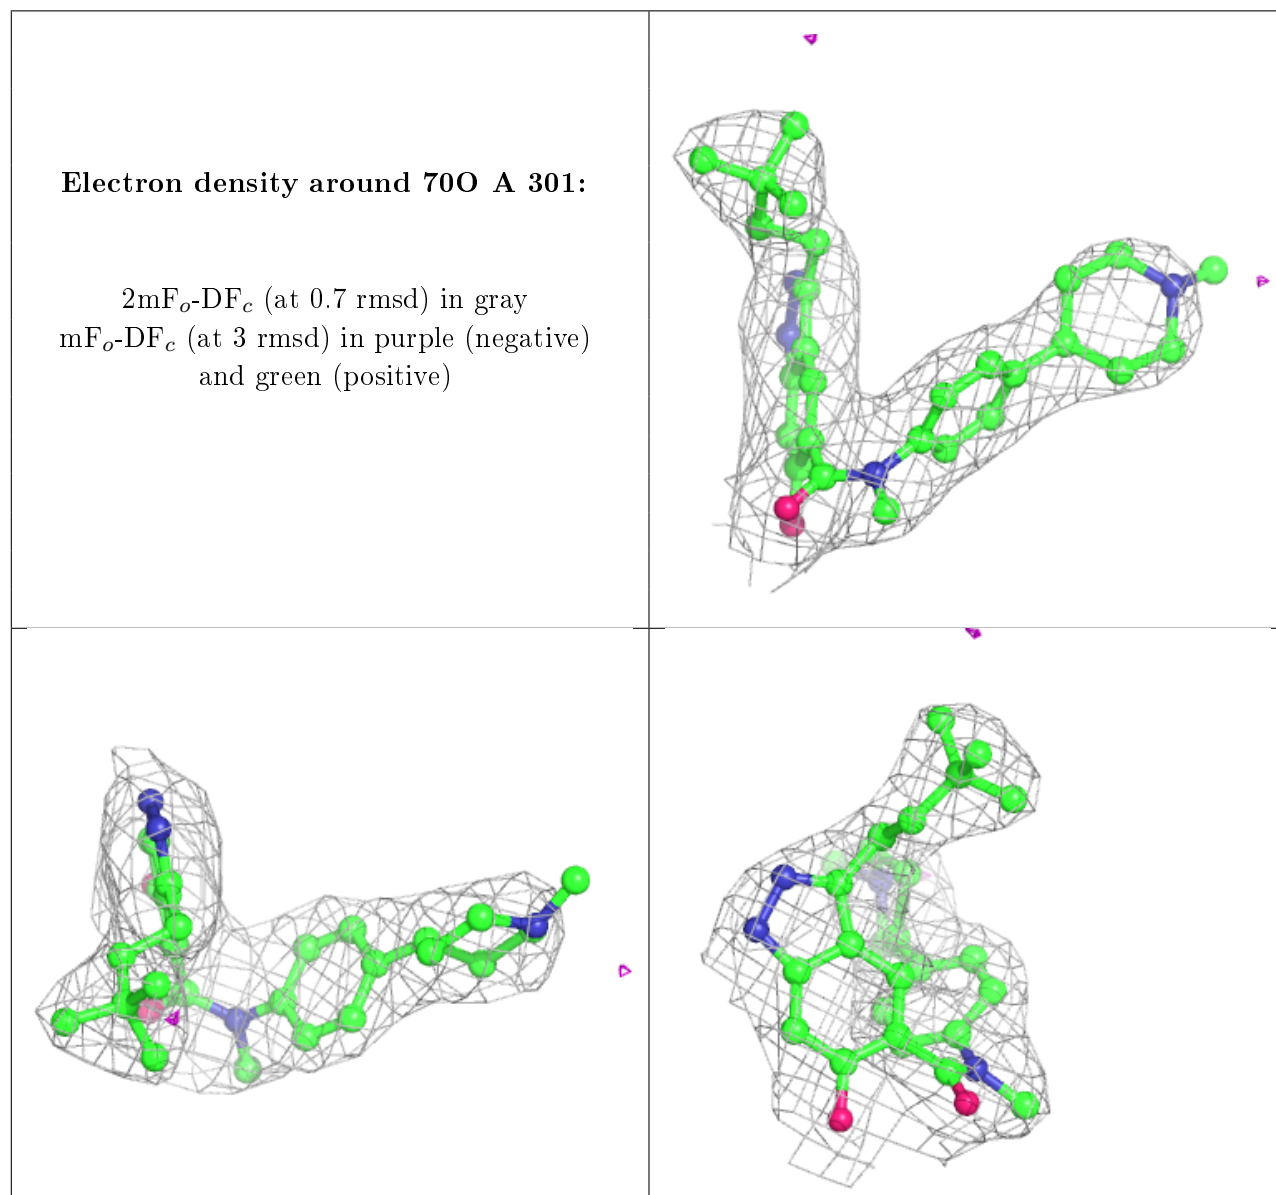 Electron density around 70O A 301:
2mFo-DFc (at 0.7 rmsd) in gray
mFo-DFc (at 3 rmsd) in purple (negative)
and green (positive)